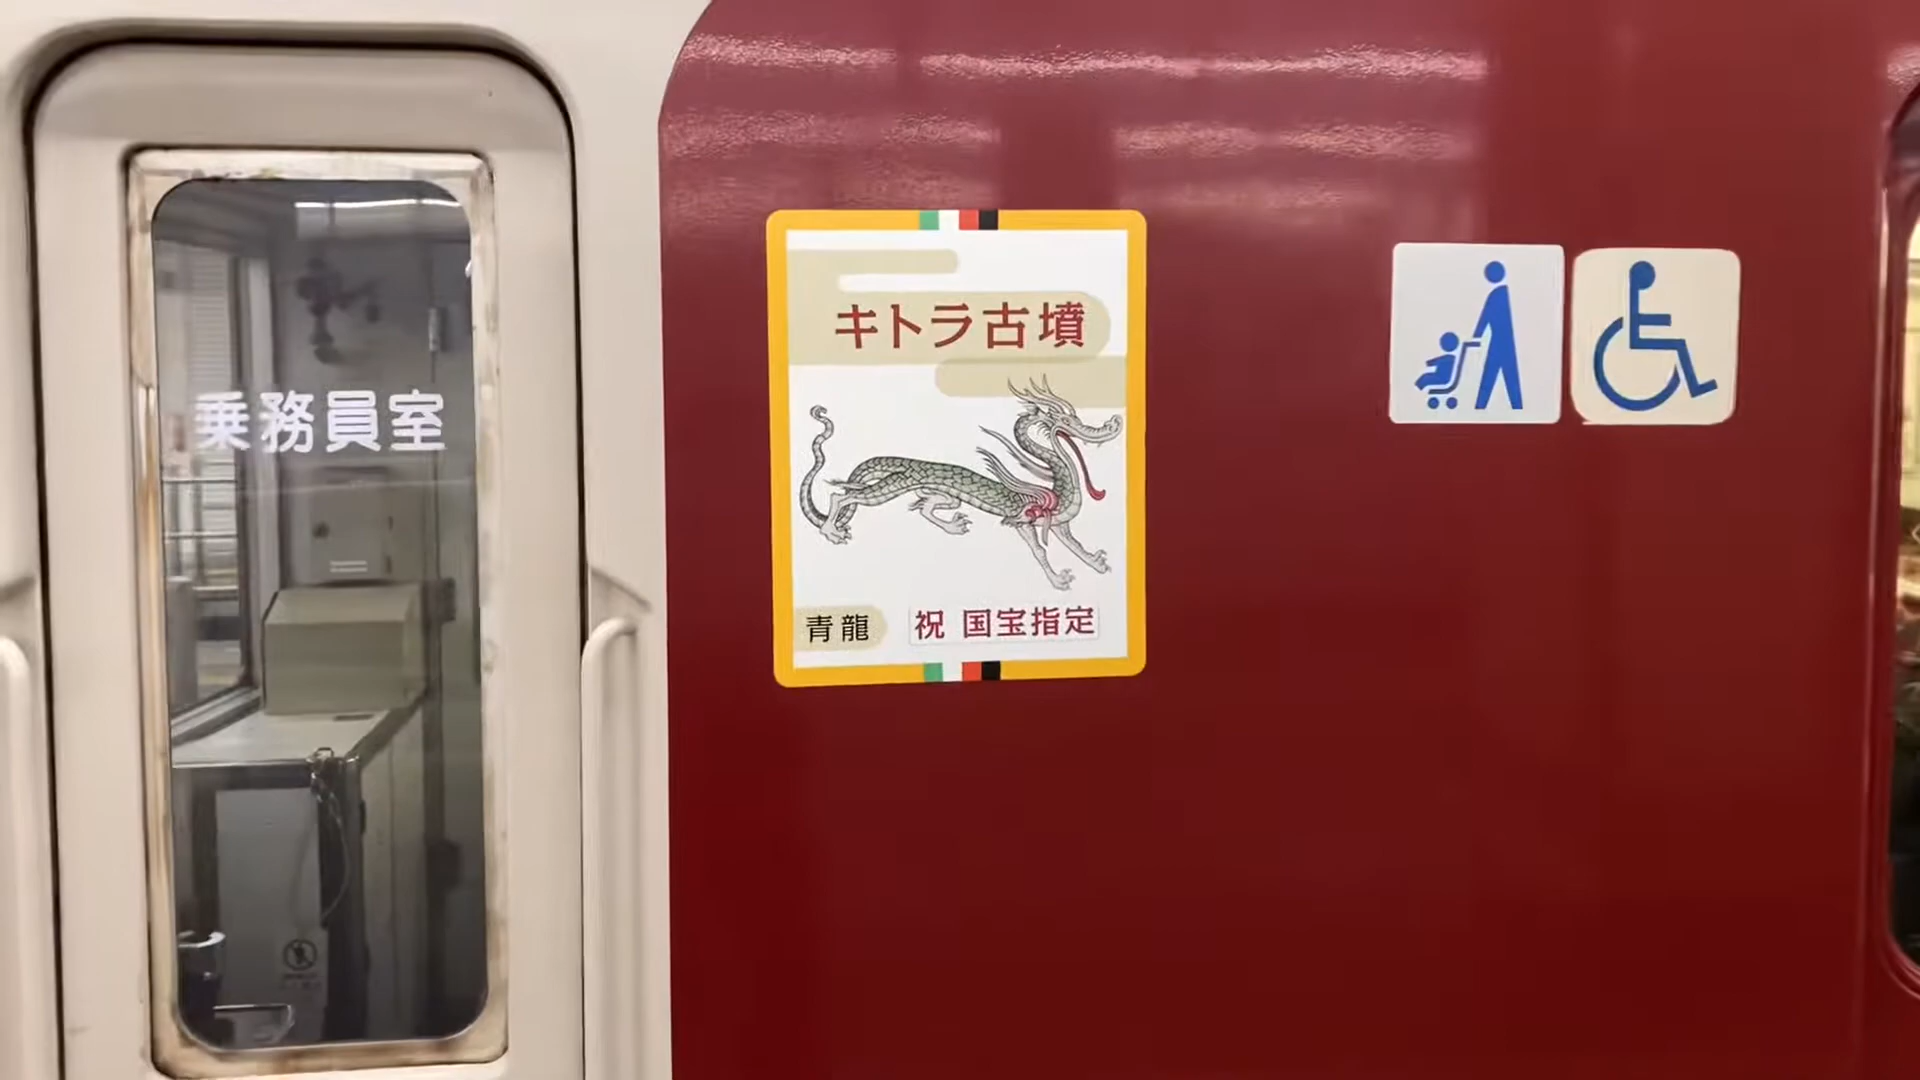 乗務員室
キトラ古墳
青龍
祝 国宝指定